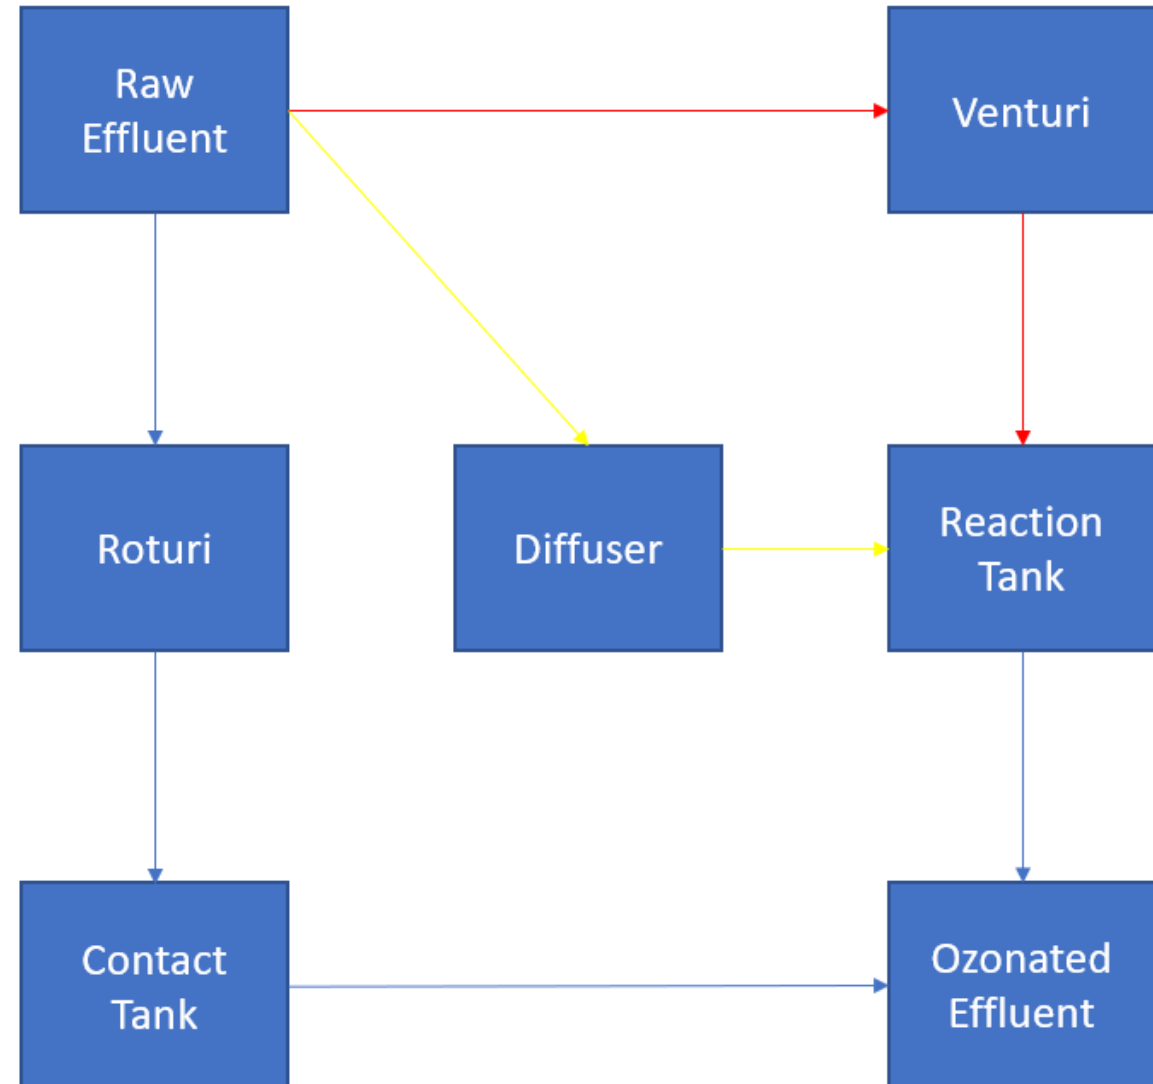 Raw
Effluent
Venturi
Roturi
Diffuser
Reaction
Tank
Contact
Tank
Ozonated
Effluent